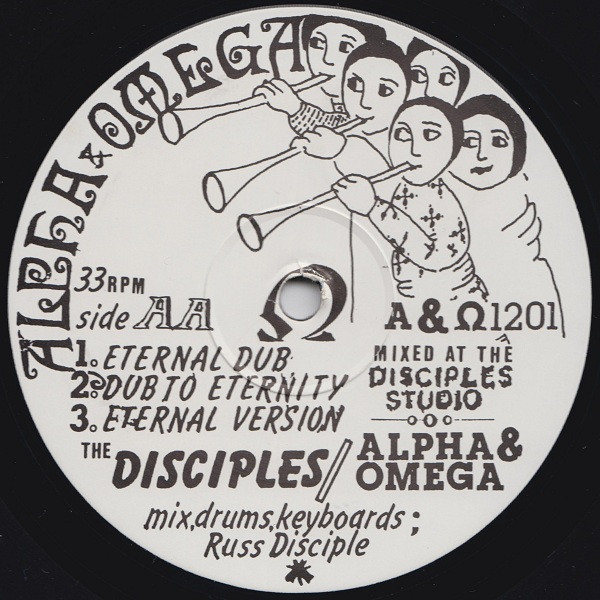 ALPHA & OMEGA
33RPM
side AA
Ω
A & Ω1201
1. ETERNAL DUB
2. DUB TO ETERNITY
3. ETERNAL VERSION
MIXED AT THE
DISCIPLES
STUDIO
THE DISCIPLES/
ALPHA &
OMEGA
mix,drums,keyboards ;
Russ Disciple